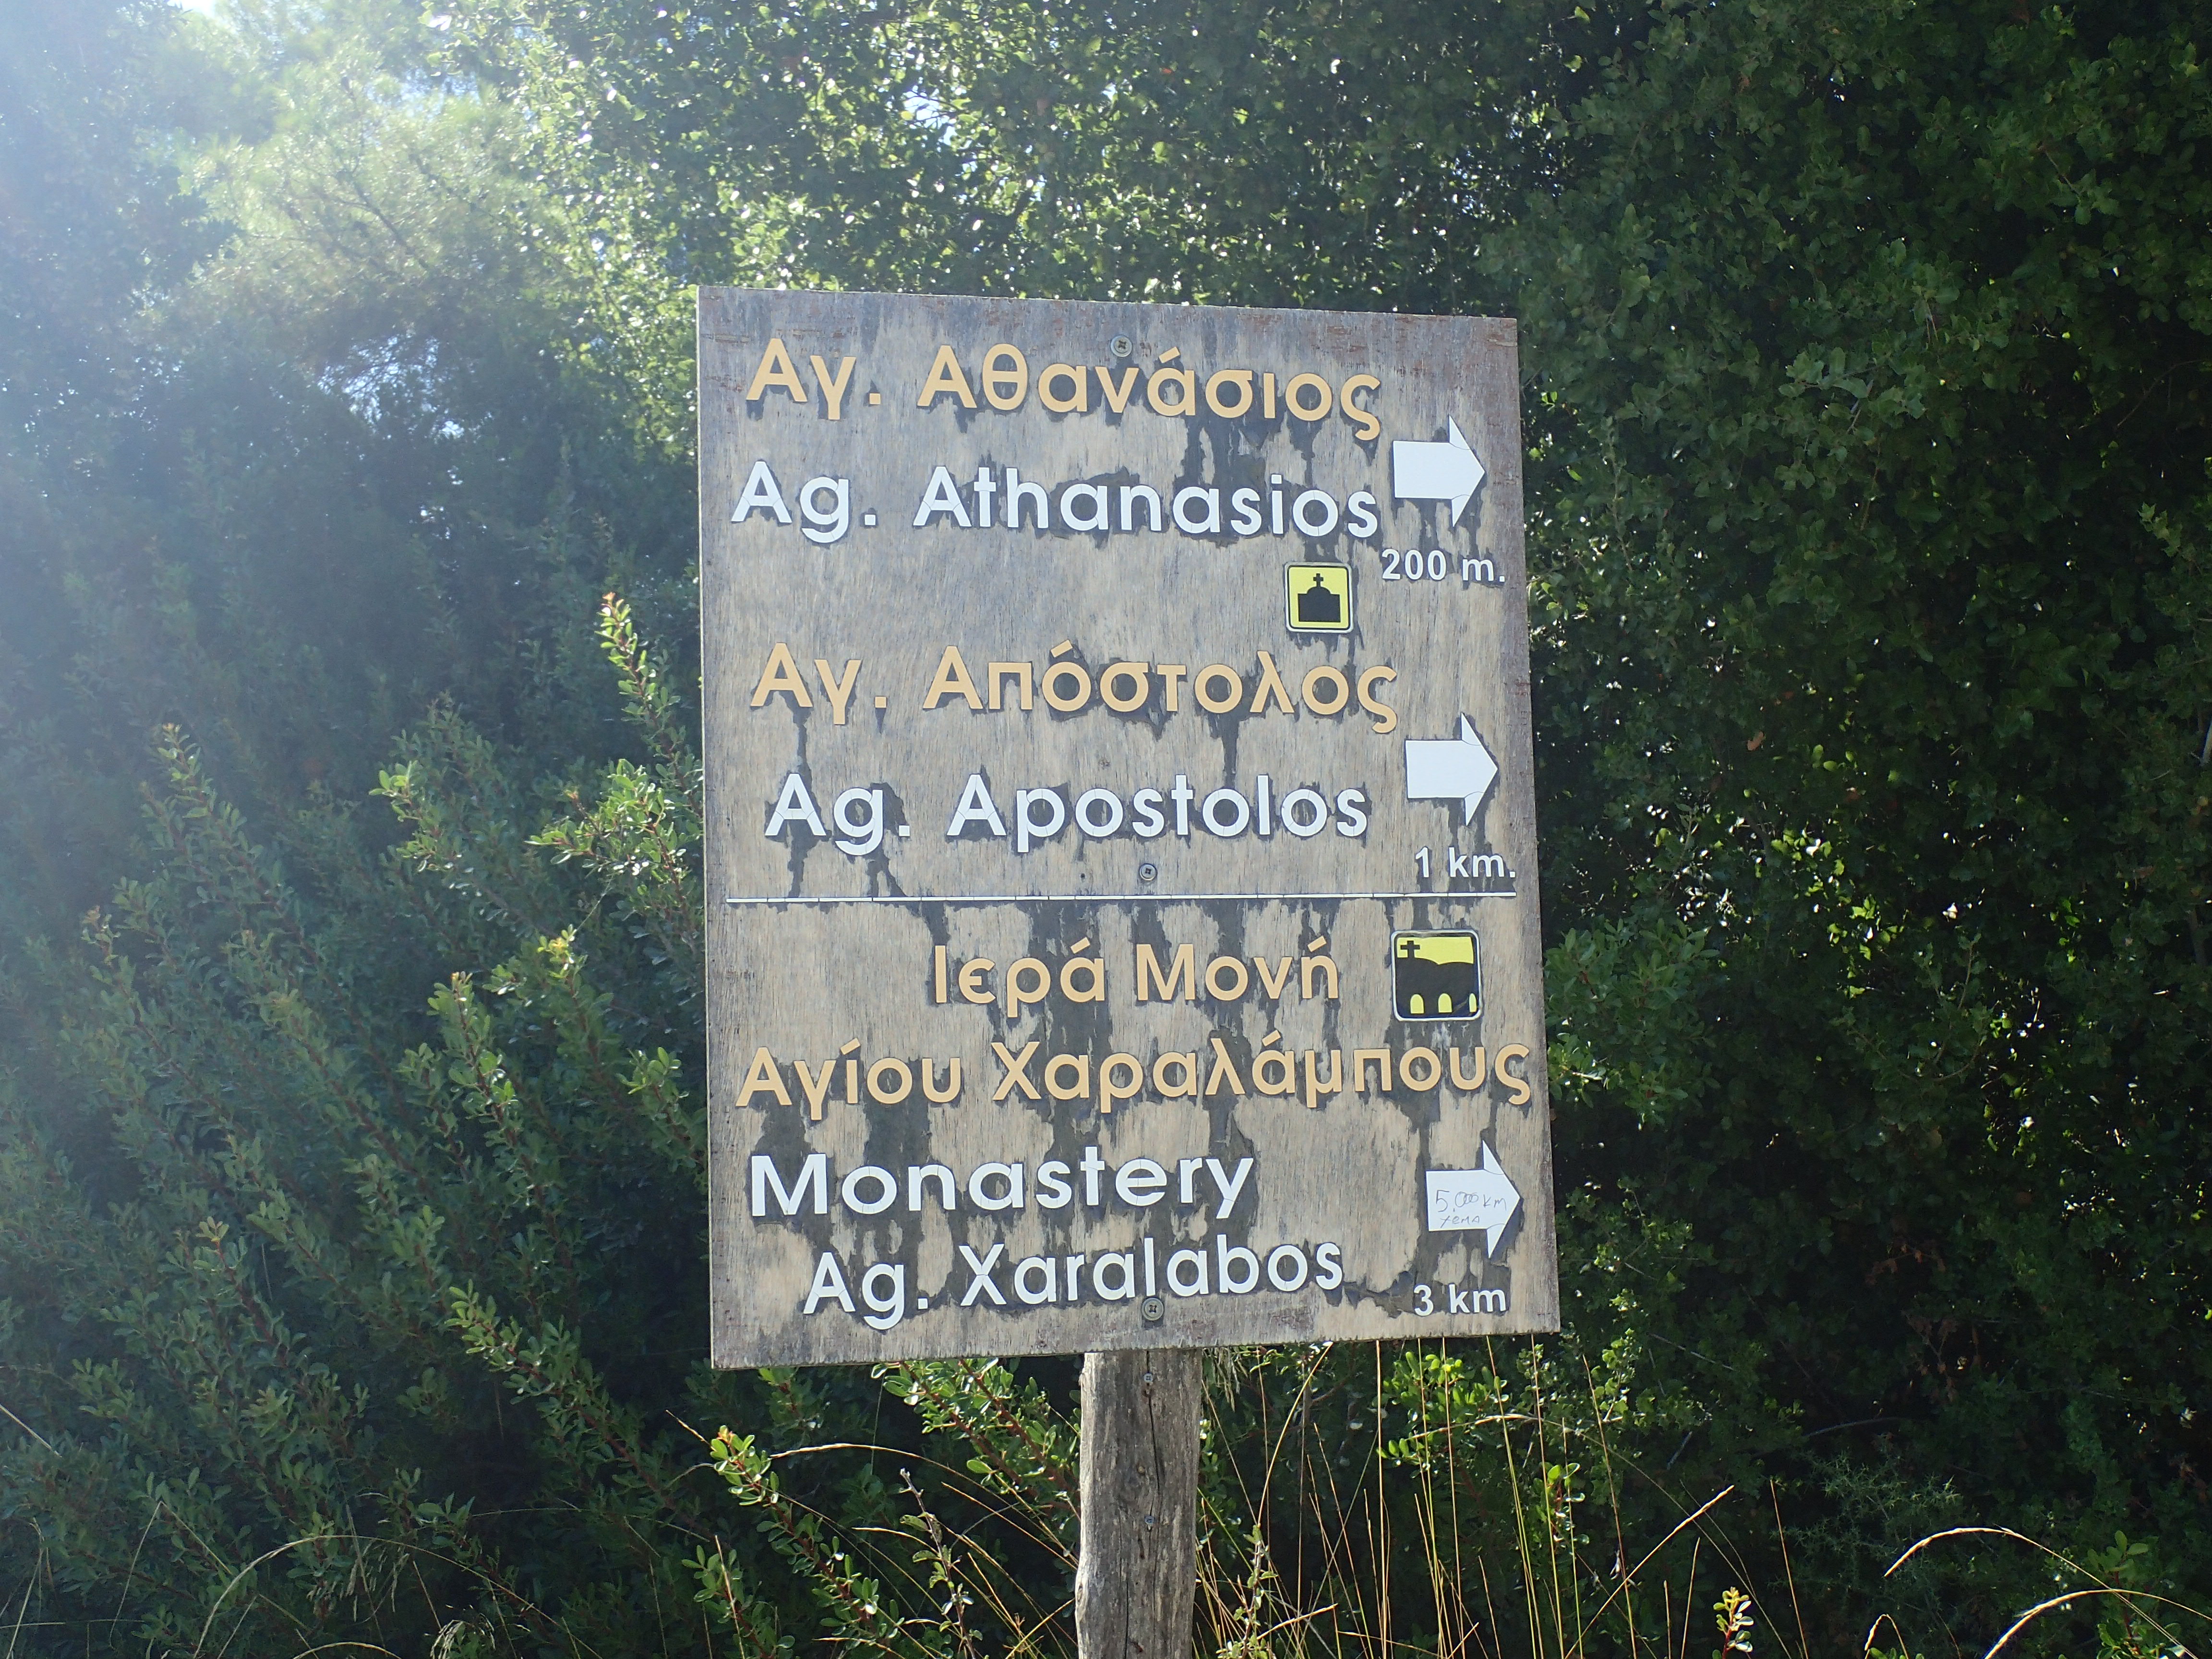 Αγ. Αθανάσιος
Ag. Athanasios
200 m.
Αγ. Απόστολος
Ag. Apostolos
1 km.
Ιερά Μονή
Αγίου Χαραλάμπους
Monastery
5.000 km
Ag. Xaralabos
3 km